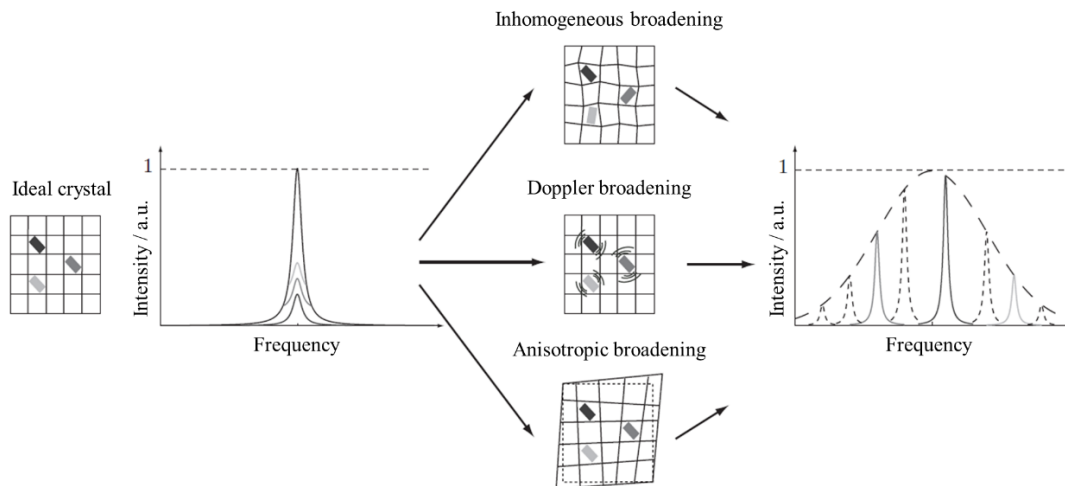 Inhomogeneous broadening
Ideal crystal
1
Intensity / a.u.
Frequency
Doppler broadening
Anisotropic broadening
1
Intensity / a.u.
Frequency